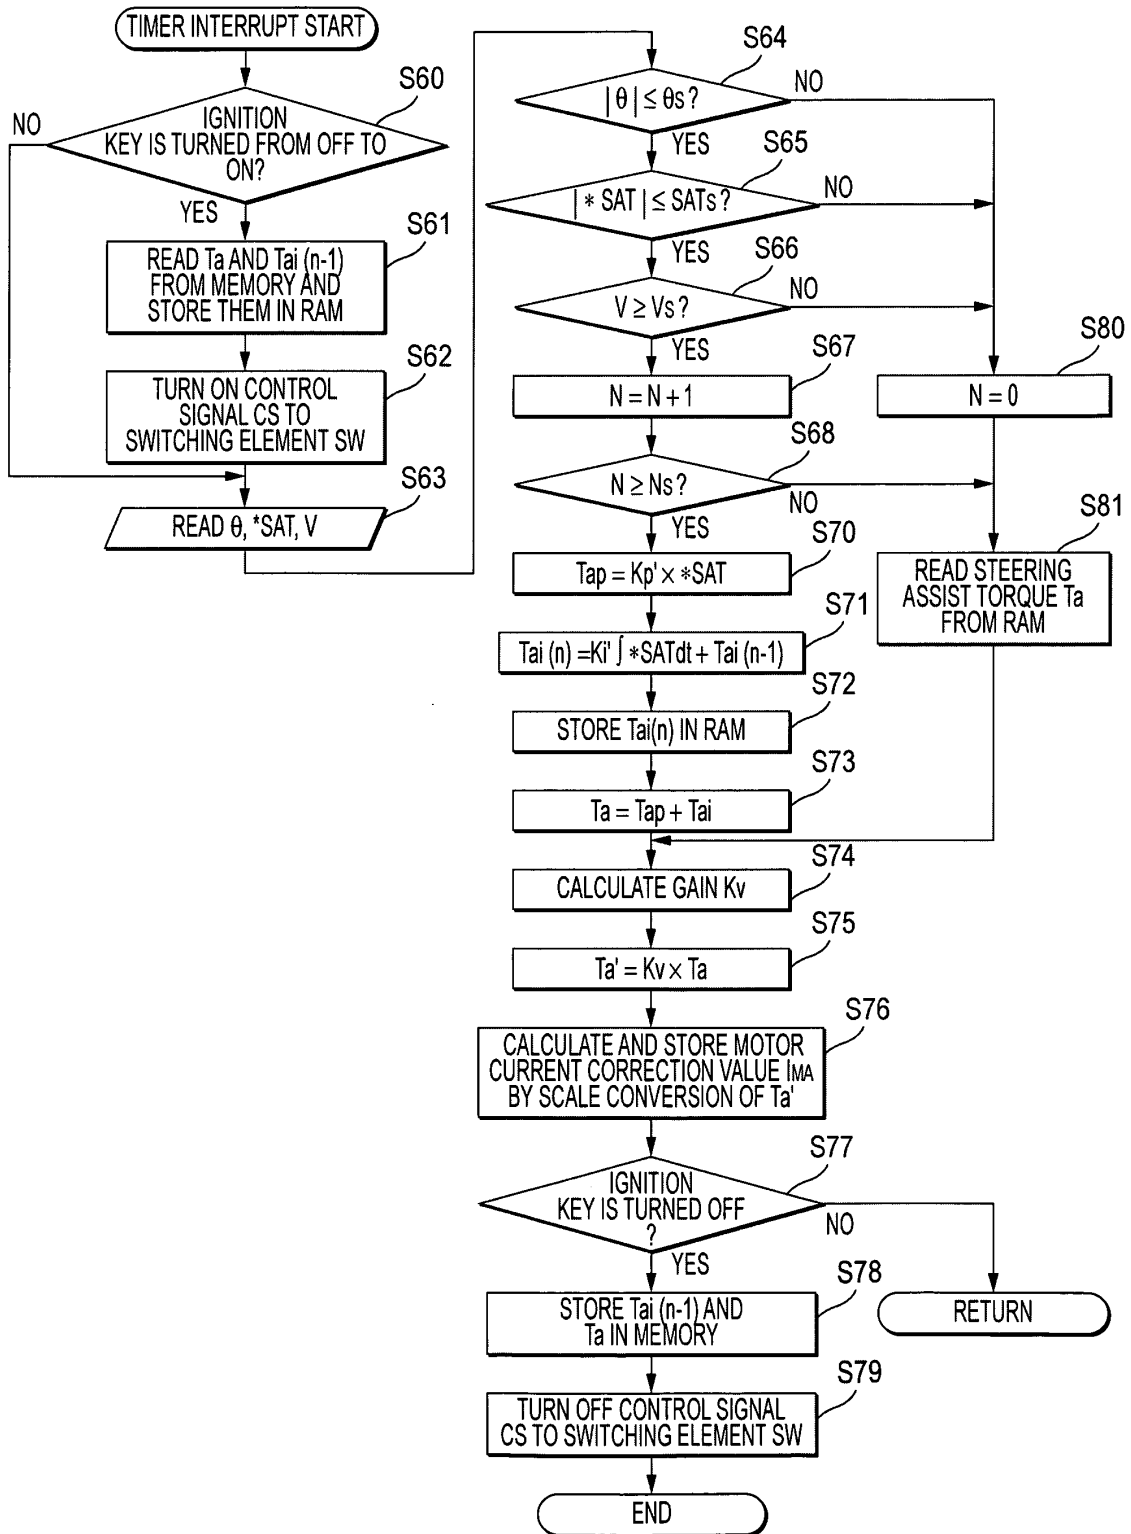 TIMER INTERRUPT START
S60
IGNITION
KEY IS TURNED FROM OFF TO
ON?
NO
YES
S61
READ Ta AND Tai (n-1)
FROM MEMORY AND
STORE THEM IN RAM
S62
TURN ON CONTROL
SIGNAL CS TO
SWITCHING ELEMENT SW
S63
READ θ, *SAT, V
S64
| θ | ≤ θs ?
NO
YES
S65
| * SAT | ≤ SATs ?
NO
YES
S66
V ≥ Vs ?
NO
YES
S67
N = N + 1
S80
N = 0
S68
N ≥ Ns ?
NO
YES
S70
Tap = Kp' × *SAT
S81
READ STEERING
ASSIST TORQUE Ta
FROM RAM
S71
Tai (n) =Ki' ∫ *SATdt + Tai (n-1)
S72
STORE Tai(n) IN RAM
S73
Ta = Tap + Tai
S74
CALCULATE GAIN Kv
S75
Ta' = Kv × Ta
S76
CALCULATE AND STORE MOTOR
CURRENT CORRECTION VALUE IMA
BY SCALE CONVERSION OF Ta'
S77
IGNITION
KEY IS TURNED OFF
?
NO
YES
S78
STORE Tai (n-1) AND
Ta IN MEMORY
RETURN
S79
TURN OFF CONTROL SIGNAL
CS TO SWITCHING ELEMENT SW
END